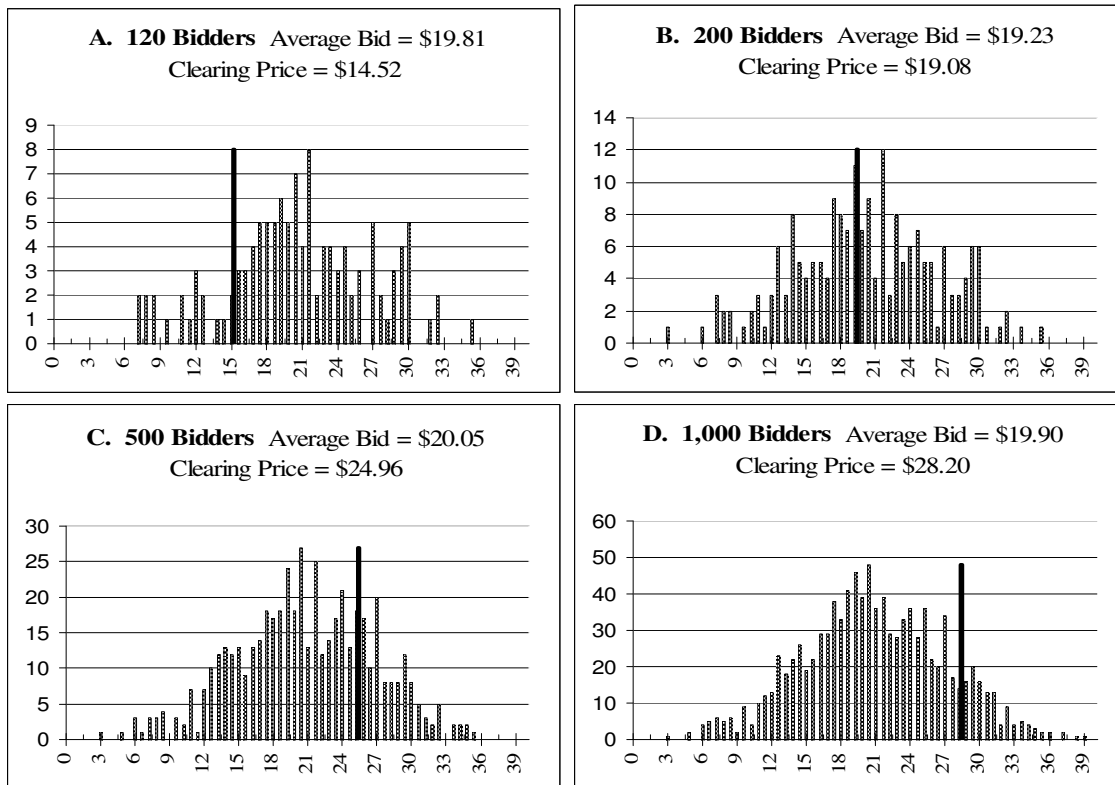 A. 120 Bidders Average Bid = $19.81
Clearing Price = $14.52
9
8
7
6
5
4
3
2
1
0
0 3 6 9 12 15 18 21 24 27 30 33 36 39
B. 200 Bidders Average Bid = $19.23
Clearing Price = $19.08
14
12
10
8
6
4
2
0
0 3 6 9 12 15 18 21 24 27 30 33 36 39
C. 500 Bidders Average Bid = $20.05
Clearing Price = $24.96
30
25
20
15
10
5
0
0 3 6 9 12 15 18 21 24 27 30 33 36 39
D. 1,000 Bidders Average Bid = $19.90
Clearing Price = $28.20
60
50
40
30
20
10
0
0 3 6 9 12 15 18 21 24 27 30 33 36 39